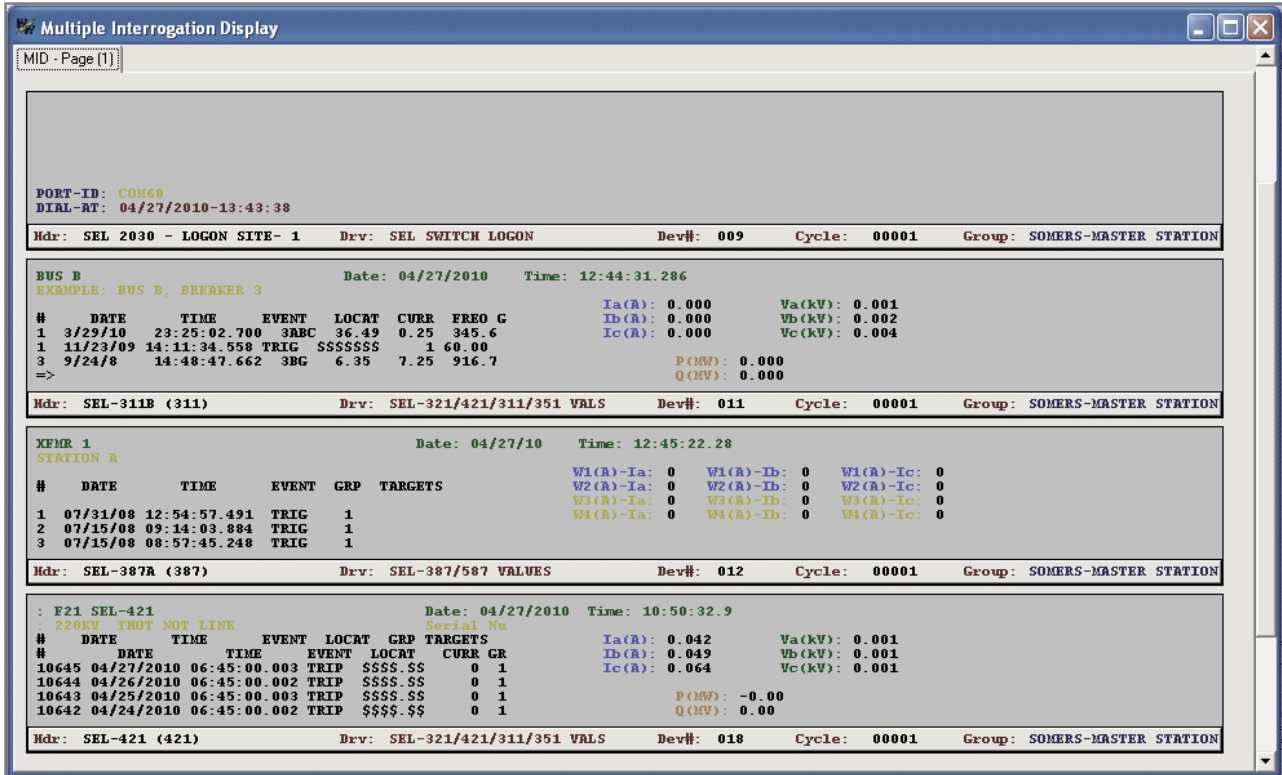 Multiple Interrogation Display
MID - Page (1)
PORT-ID: COM60
DIAL-AT: 04/27/2010-13:43:38
Hdr: SEL 2030 - LOGON SITE- 1 Drv: SEL SWITCH LOGON Dev#: 009 Cycle: 00001 Group: SOMERS-MASTER STATION
BUS B Date: 04/27/2010 Time: 12:44:31.286
EXAMPLE: BUS B, BREAKER 3
Ia(A): 0.000 Va(kV): 0.001
# DATE TIME EVENT LOCAT CURR FREQ G Ib(A): 0.000 Vb(kV): 0.002
1 3/29/10 23:25:02.700 3ABC 36.49 0.25 345.6 Ic(A): 0.000 Vc(kV): 0.004
1 11/23/09 14:11:34.558 TRIG $$$$$$$ 1 60.00
3 9/24/8 14:48:47.662 3BG 6.35 7.25 916.7 P(MW): 0.000
=> Q(MV): 0.000
Hdr: SEL-311B (311) Drv: SEL-321/421/311/351 VALS Dev#: 011 Cycle: 00001 Group: SOMERS-MASTER STATION
XFMR 1 Date: 04/27/10 Time: 12:45:22.28
STATION A
W1(A)-Ia: 0 W1(A)-Ib: 0 W1(A)-Ic: 0
# DATE TIME EVENT GRP TARGETS W2(A)-Ia: 0 W2(A)-Ib: 0 W2(A)-Ic: 0
W3(A)-Ia: 0 W3(A)-Ib: 0 W3(A)-Ic: 0
1 07/31/08 12:54:57.491 TRIG 1 W4(A)-Ia: 0 W4(A)-Ib: 0 W4(A)-Ic: 0
2 07/15/08 09:14:03.884 TRIG 1
3 07/15/08 08:57:45.248 TRIG 1
Hdr: SEL-387A (387) Drv: SEL-387/587 VALUES Dev#: 012 Cycle: 00001 Group: SOMERS-MASTER STATION
: F21 SEL-421 Date: 04/27/2010 Time: 10:50:32.9
: 220KV THOT NOT LINE Serial Nu
# DATE TIME EVENT LOCAT GRP TARGETS Ia(A): 0.042 Va(kV): 0.001
# DATE TIME EVENT LOCAT CURR GR Ib(A): 0.049 Vb(kV): 0.001
10645 04/27/2010 06:45:00.003 TRIP $$$$.$$ 0 1 Ic(A): 0.064 Vc(kV): 0.001
10644 04/26/2010 06:45:00.002 TRIP $$$$.$$ 0 1
10643 04/25/2010 06:45:00.003 TRIP $$$$.$$ 0 1 P(MW): -0.00
10642 04/24/2010 06:45:00.002 TRIP $$$$.$$ 0 1 Q(MV): 0.00
Hdr: SEL-421 (421) Drv: SEL-321/421/311/351 VALS Dev#: 018 Cycle: 00001 Group: SOMERS-MASTER STATION